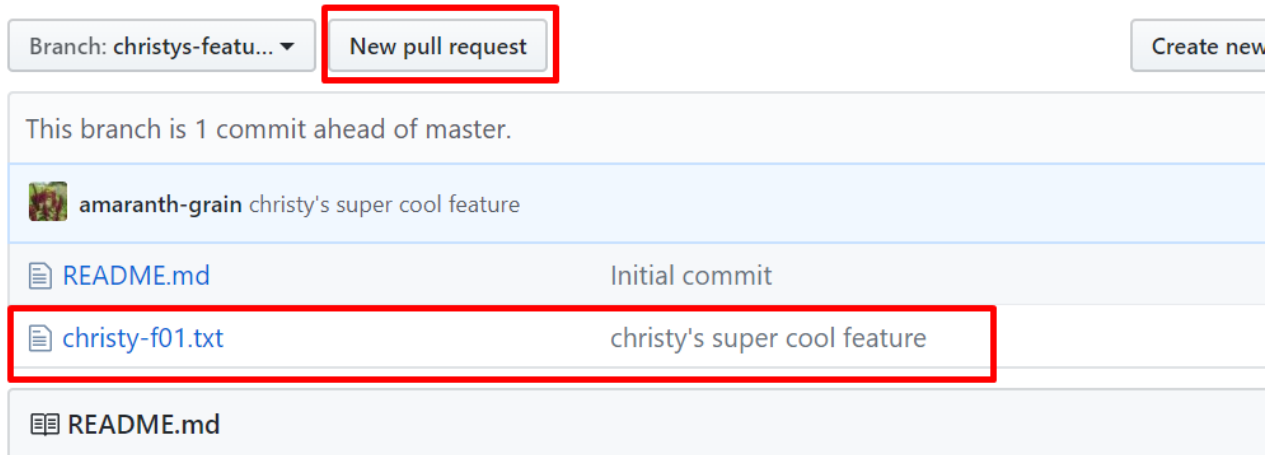 Branch: christys-featu... New pull request Create new
This branch is 1 commit ahead of master.
amaranth-grain christy's super cool feature
README.md Initial commit
christy-f01.txt christy's super cool feature
README.md